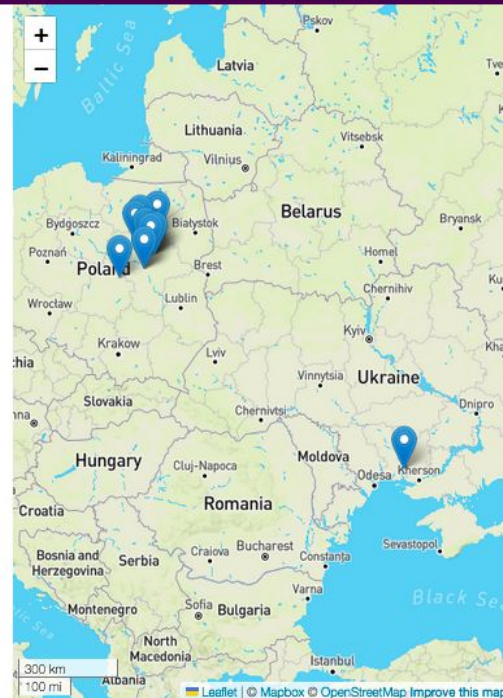 +
−
Pskov
Baltic Sea
Latvia
Lithuania
Vitsebsk
Kaliningrad
Vilnius
Belarus
Bydgoszcz
Białystok
Bryansk
Poznań
Poland
Brest
Homel
Chernihiv
Wrocław
Lublin
Kyiv
Krakow
Lviv
Vinnytsia
Ukraine
Slovakia
Chernivtsi
Dnipro
Hungary
Cluj-Napoca
Moldova
Odesa
Kherson
Croatia
Romania
Sevastopol
Bosnia and
Herzegovina
Serbia
Craiova
Bucharest
Constanța
Varna
Black Sea
Montenegro
Sofia
Bulgaria
North
Macedonia
Albania
Istanbul
300 km
100 mi
Leaflet | © Mapbox © OpenStreetMap Improve this map